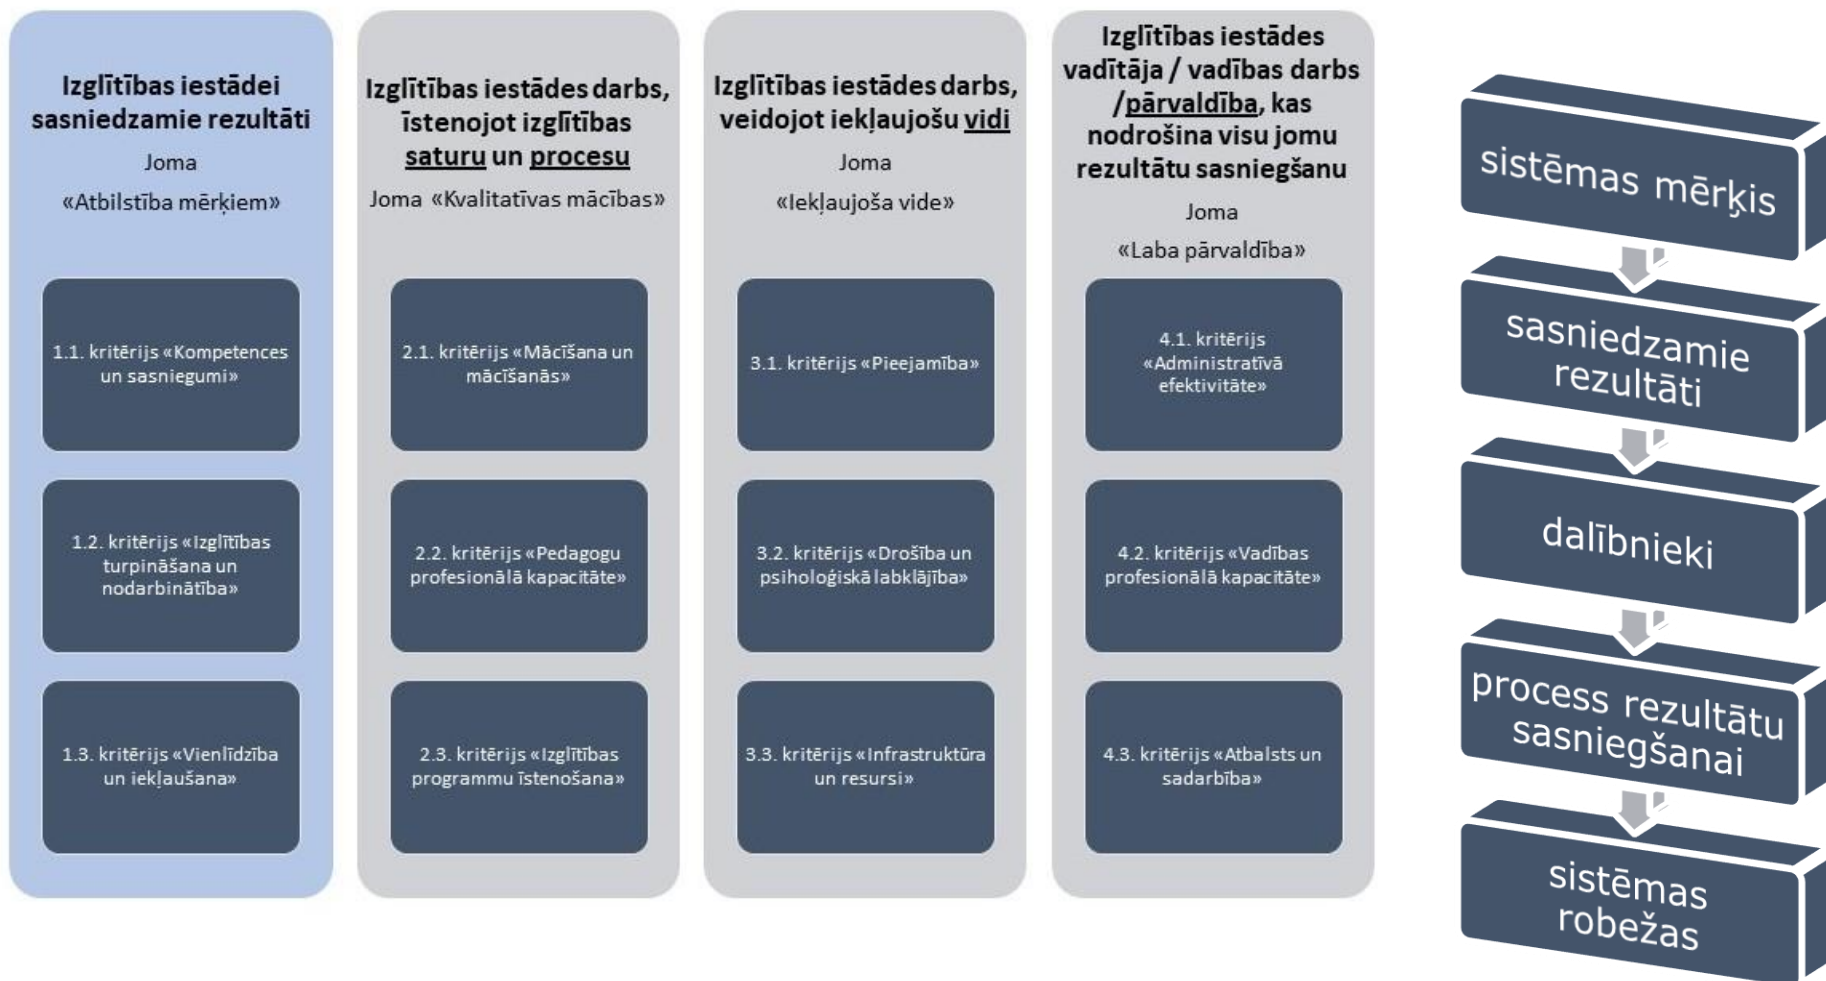 Izglītības iestādei
sasniedzamie rezultāti
Joma
«Atbilstība mērķiem»
1.1. kritērijs «Kompetences
un sasniegumi»
1.2. kritērijs «Izglītības
turpināšana un
nodarbinātība»
1.3. kritērijs «Vienlīdzība
un iekļaušana»
Izglītības iestādes darbs,
īstenojot izglītības
saturu un procesu
Joma «Kvalitatīvas mācības»
2.1. kritērijs «Mācīšana un
mācīšanās»
2.2. kritērijs «Pedagogu
profesionālā kapacitāte»
2.3. kritērijs «Izglītības
programmu īstenošana»
Izglītības iestādes darbs,
veidojot iekļaujošu vidi
Joma
«Iekļaujoša vide»
3.1. kritērijs «Pieejamība»
3.2. kritērijs «Drošība un
psiholoģiskā labklājība»
3.3. kritērijs «Infrastruktūra
un resursi»
Izglītības iestādes
vadītāja / vadības darbs
/pārvaldība, kas
nodrošina visu jomu
rezultātu sasniegšanu
Joma
«Laba pārvaldība»
4.1. kritērijs
«Administratīvā
efektivitāte»
4.2. kritērijs «Vadības
profesionālā kapacitāte»
4.3. kritērijs «Atbalsts un
sadarbība»
sistēmas mērķis
sasniedzamie
rezultāti
dalībnieki
process rezultātu
sasniegšanai
sistēmas
robežas